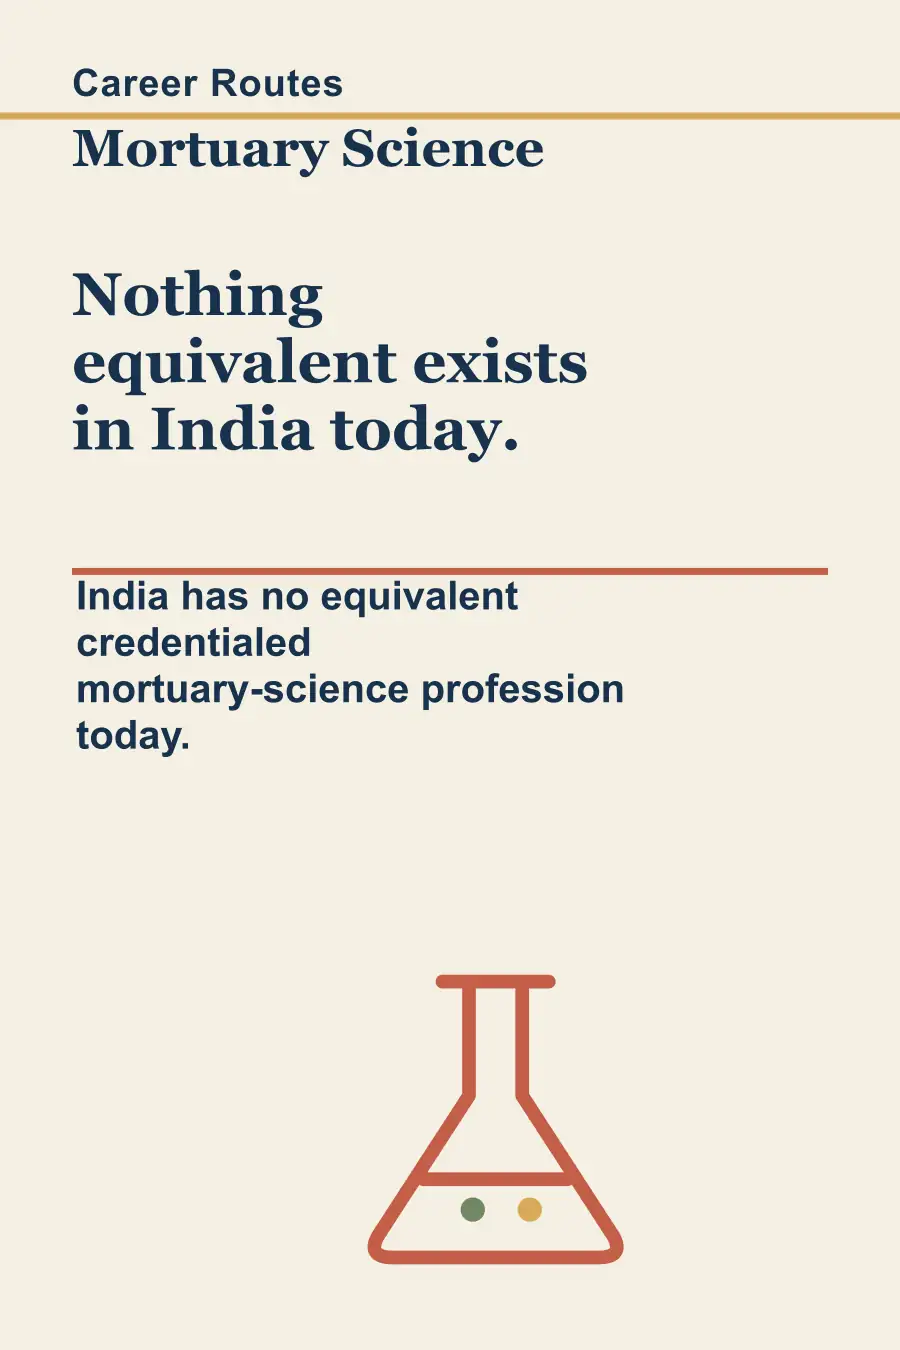 Career Routes
Mortuary Science
Nothing
equivalent exists
in India today.
India has no equivalent
credentialed
mortuary-science profession
today.